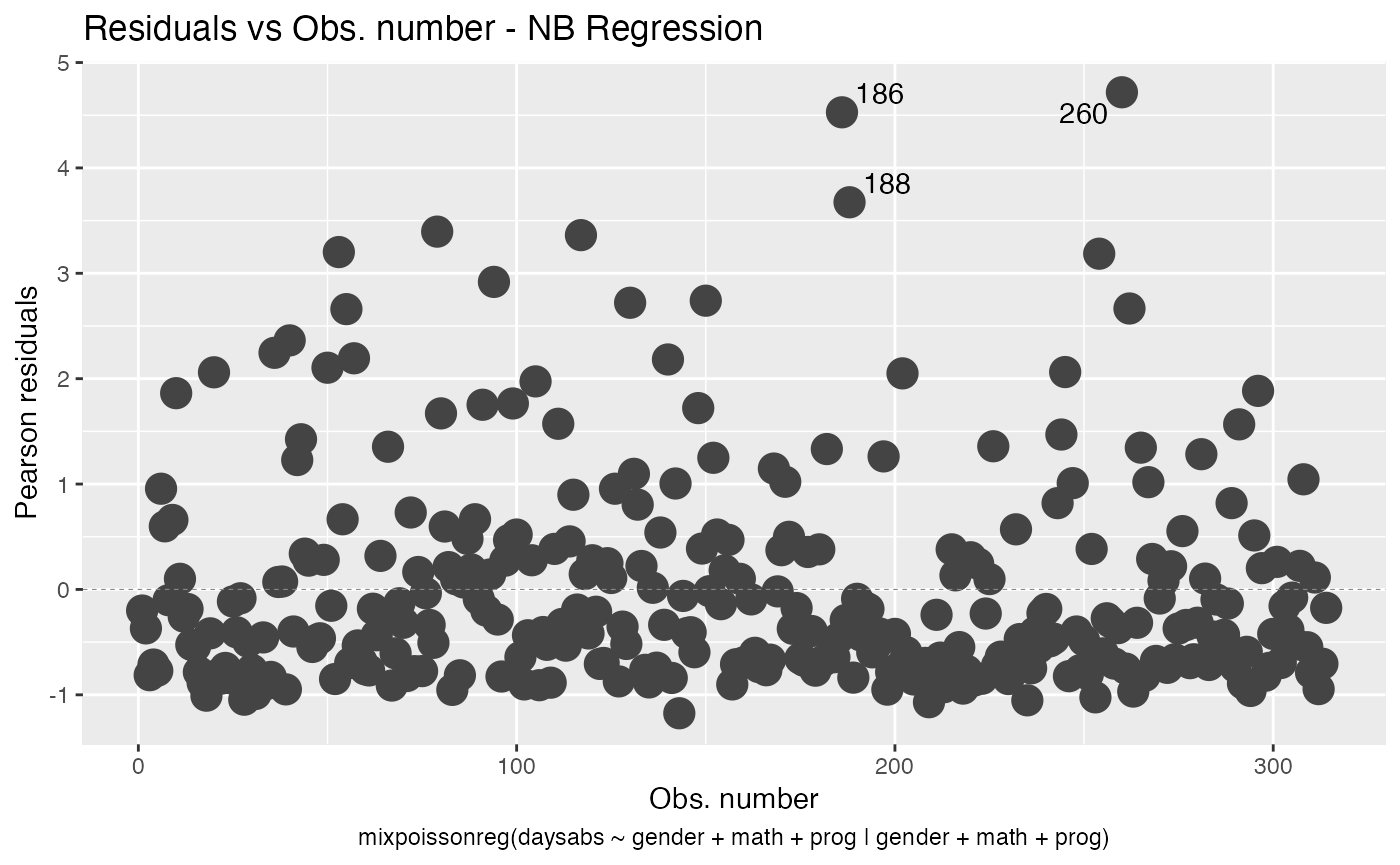 Residuals vs Obs. number - NB Regression
5
4
3
2
1
0
-1
Pearson residuals
186
260
188
0 100 200 300
Obs. number
mixpoissonreg(daysabs ~ gender + math + prog | gender + math + prog)